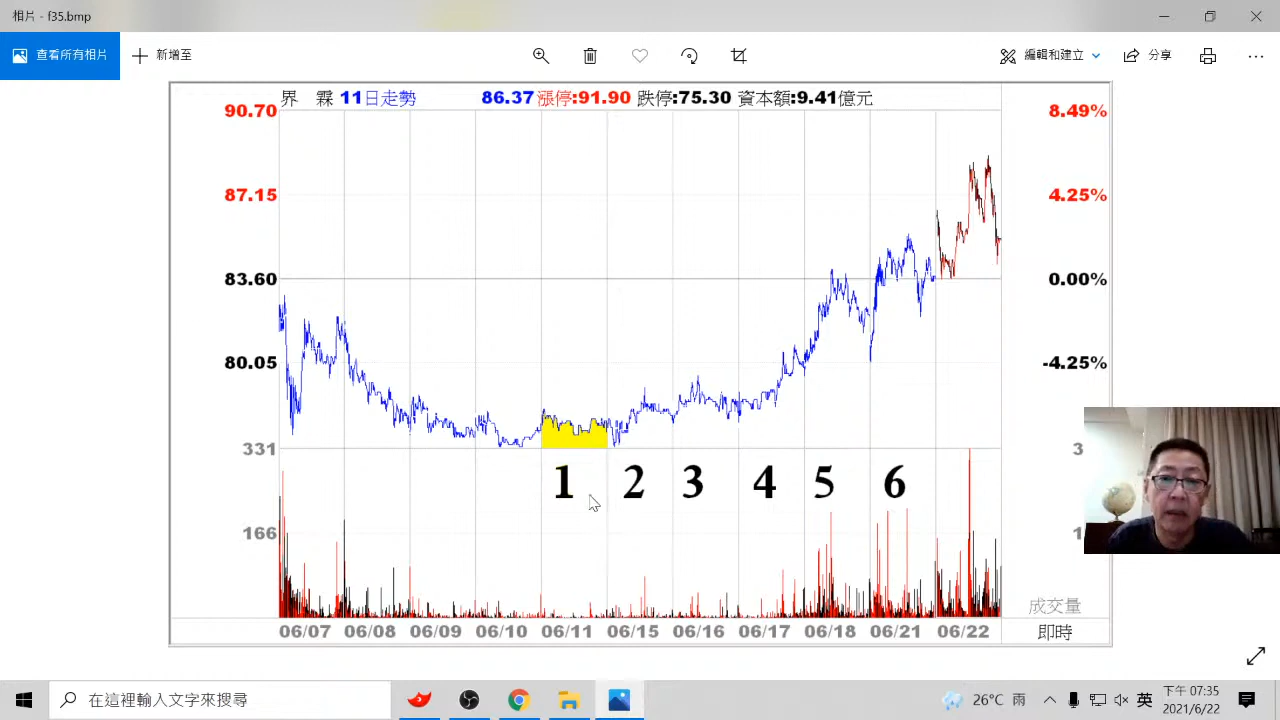 相片 - f35.bmp
查看所有相片
新增至
編輯和建立
分享
界 霖 11日走勢 86.37 漲停:91.90 跌停:75.30 資本額:9.41億元
90.70 8.49%
87.15 4.25%
83.60 0.00%
80.05 -4.25%
331 3
1 2 3 4 5 6
166 1
成交量
06/07 06/08 06/09 06/10 06/11 06/15 06/16 06/17 06/18 06/21 06/22 即時
在這裡輸入文字來搜尋
26°C 雨
英
下午 07:35
2021/6/22